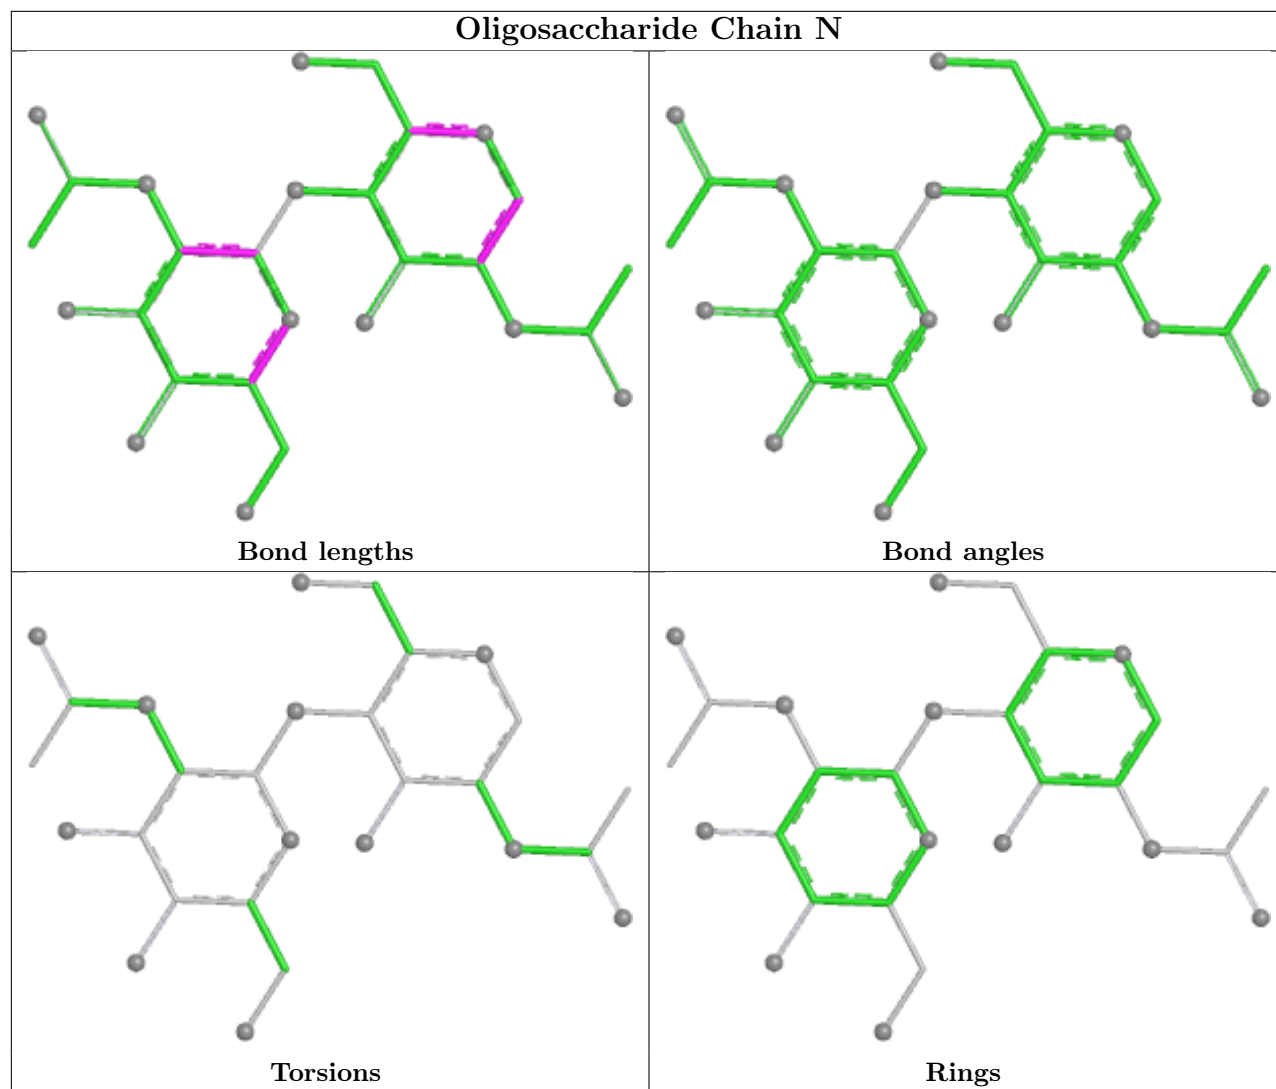 Oligosaccharide Chain N
Bond lengths
Bond angles
Torsions
Rings